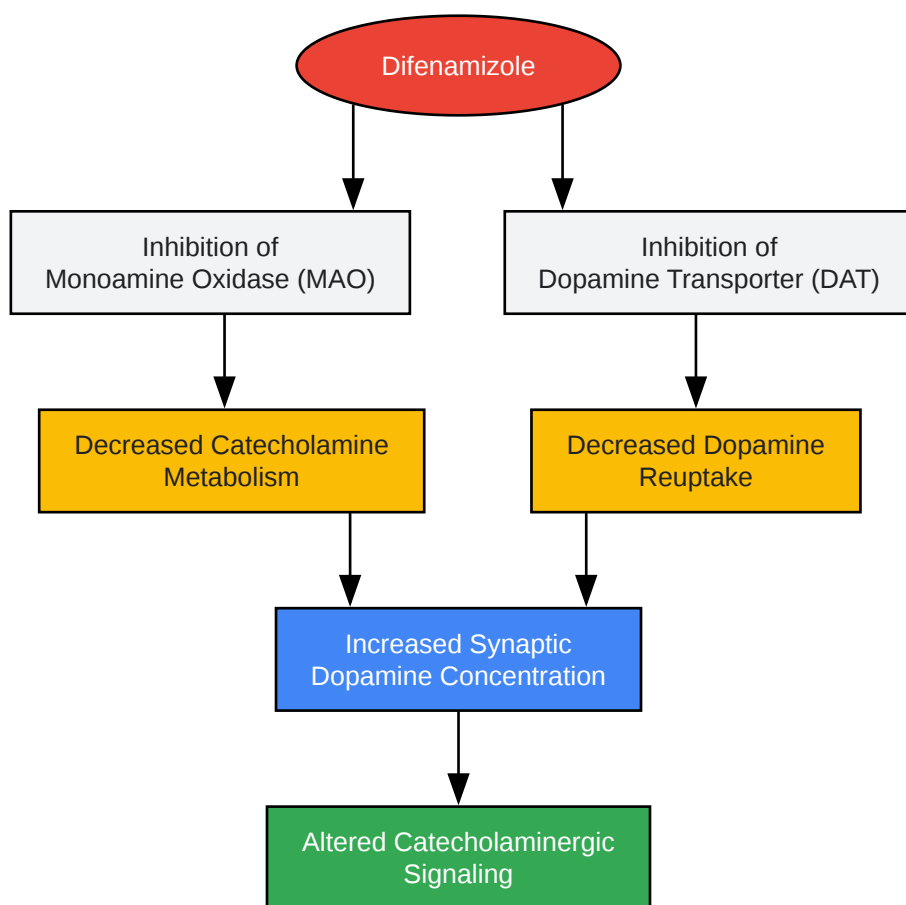 Difenamizole
Inhibition of
Monoamine Oxidase (MAO)
Inhibition of
Dopamine Transporter (DAT)
Decreased Catecholamine
Metabolism
Decreased Dopamine
Reuptake
Increased Synaptic
Dopamine Concentration
Altered Catecholaminergic
Signaling